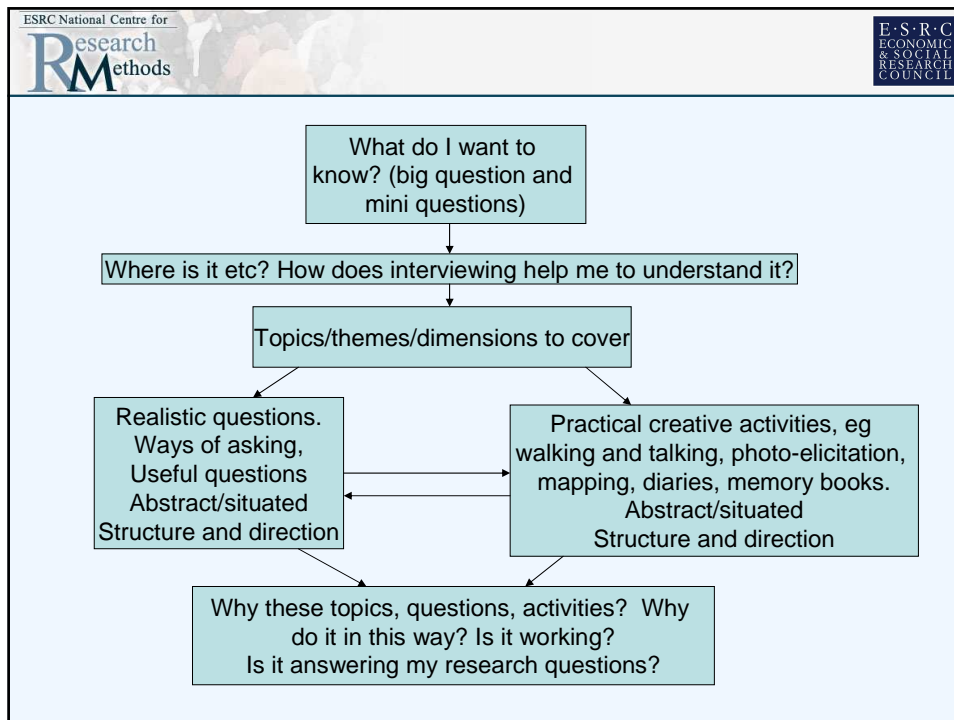 ESRC National Centre for
Research
Methods
E·S·R·C
ECONOMIC
& SOCIAL
RESEARCH
COUNCIL
What do I want to
know? (big question and
mini questions)
Where is it etc? How does interviewing help me to understand it?
Topics/themes/dimensions to cover
Realistic questions.
Ways of asking,
Useful questions
Abstract/situated
Structure and direction
Practical creative activities, eg
walking and talking, photo-elicitation,
mapping, diaries, memory books.
Abstract/situated
Structure and direction
Why these topics, questions, activities?  Why
do it in this way? Is it working?
Is it answering my research questions?